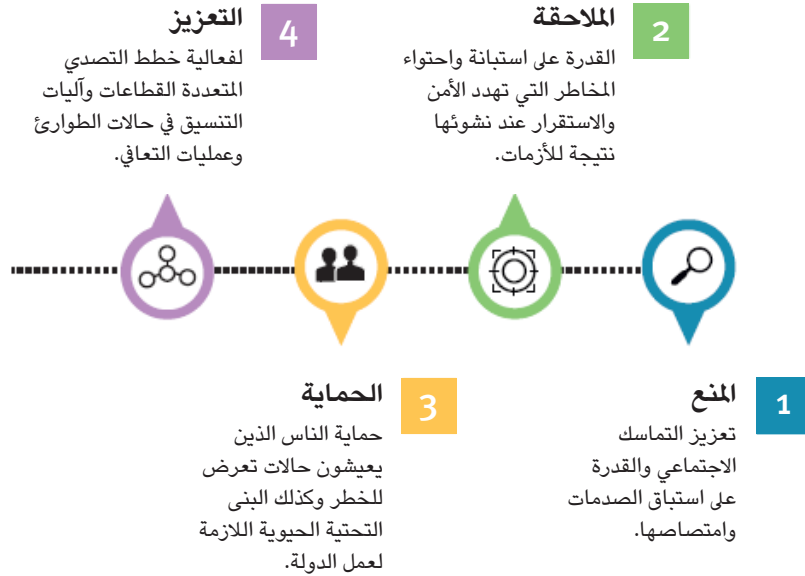 1
المنع
تعزيز التماسك
الاجتماعي والقدرة
على استباق الصدمات
وامتصاصها.
2
الملاحقة
القدرة على استبانة واحتواء
المخاطر التي تهدد الأمن
والاستقرار عند نشوئها
نتيجة للأزمات.
3
الحماية
حماية الناس الذين
يعيشون حالات تعرض
للخطر وكذلك البنى
التحتية الحيوية اللازمة
لعمل الدولة.
4
التعزيز
لفعالية خطط التصدي
المتعددة القطاعات وآليات
التنسيق في حالات الطوارئ
وعمليات التعافي.